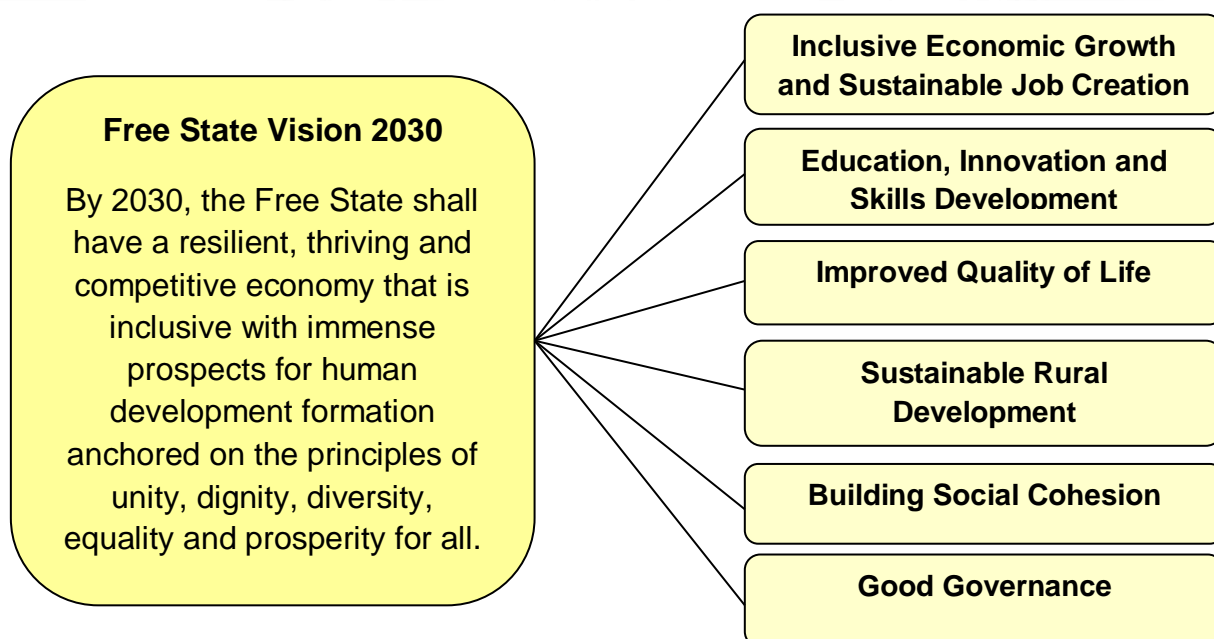 Free State Vision 2030
By 2030, the Free State shall
have a resilient, thriving and
competitive economy that is
inclusive with immense
prospects for human
development formation
anchored on the principles of
unity, dignity, diversity,
equality and prosperity for all.
Inclusive Economic Growth
and Sustainable Job Creation
Education, Innovation and
Skills Development
Improved Quality of Life
Sustainable Rural
Development
Building Social Cohesion
Good Governance